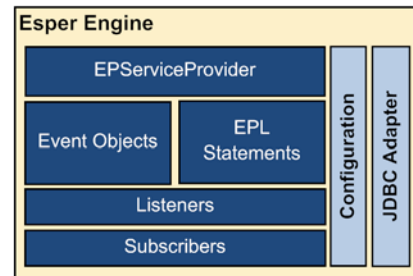 Esper Engine
EPServiceProvider
Event Objects
EPL
Statements
Listeners
Subscribers
Configuration
JDBC Adapter